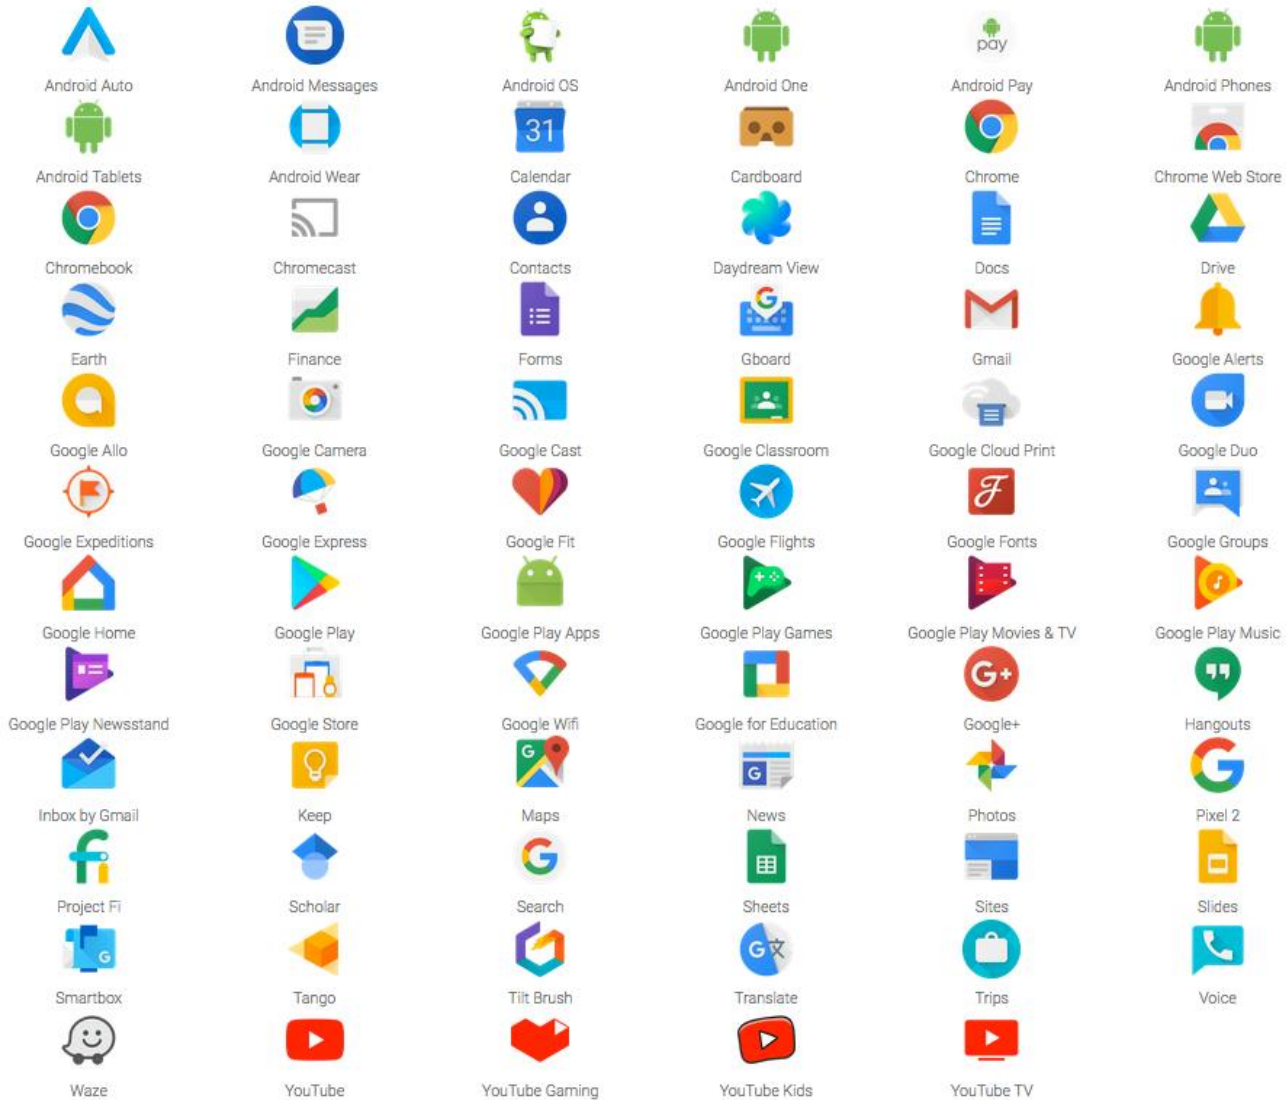 pay
Android Auto Android Messages Android OS Android One Android Pay Android Phones
31
Android Tablets Android Wear Calendar Cardboard Chrome Chrome Web Store
Chromebook Chromecast Contacts Daydream View Docs Drive
G
Earth Finance Forms Gboard Gmail Google Alerts
Google Allo Google Camera Google Cast Google Classroom Google Cloud Print Google Duo
F
Google Expeditions Google Express Google Fit Google Flights Google Fonts Google Groups
Google Home Google Play Google Play Apps Google Play Games Google Play Movies & TV Google Play Music
G+
Google Play Newsstand Google Store Google Wifi Google for Education Google+ Hangouts
G G G
Inbox by Gmail Keep Maps News Photos Pixel 2
fi G
Project Fi Scholar Search Sheets Sites Slides
G G文
Smartbox Tango Tilt Brush Translate Trips Voice
Waze YouTube YouTube Gaming YouTube Kids YouTube TV